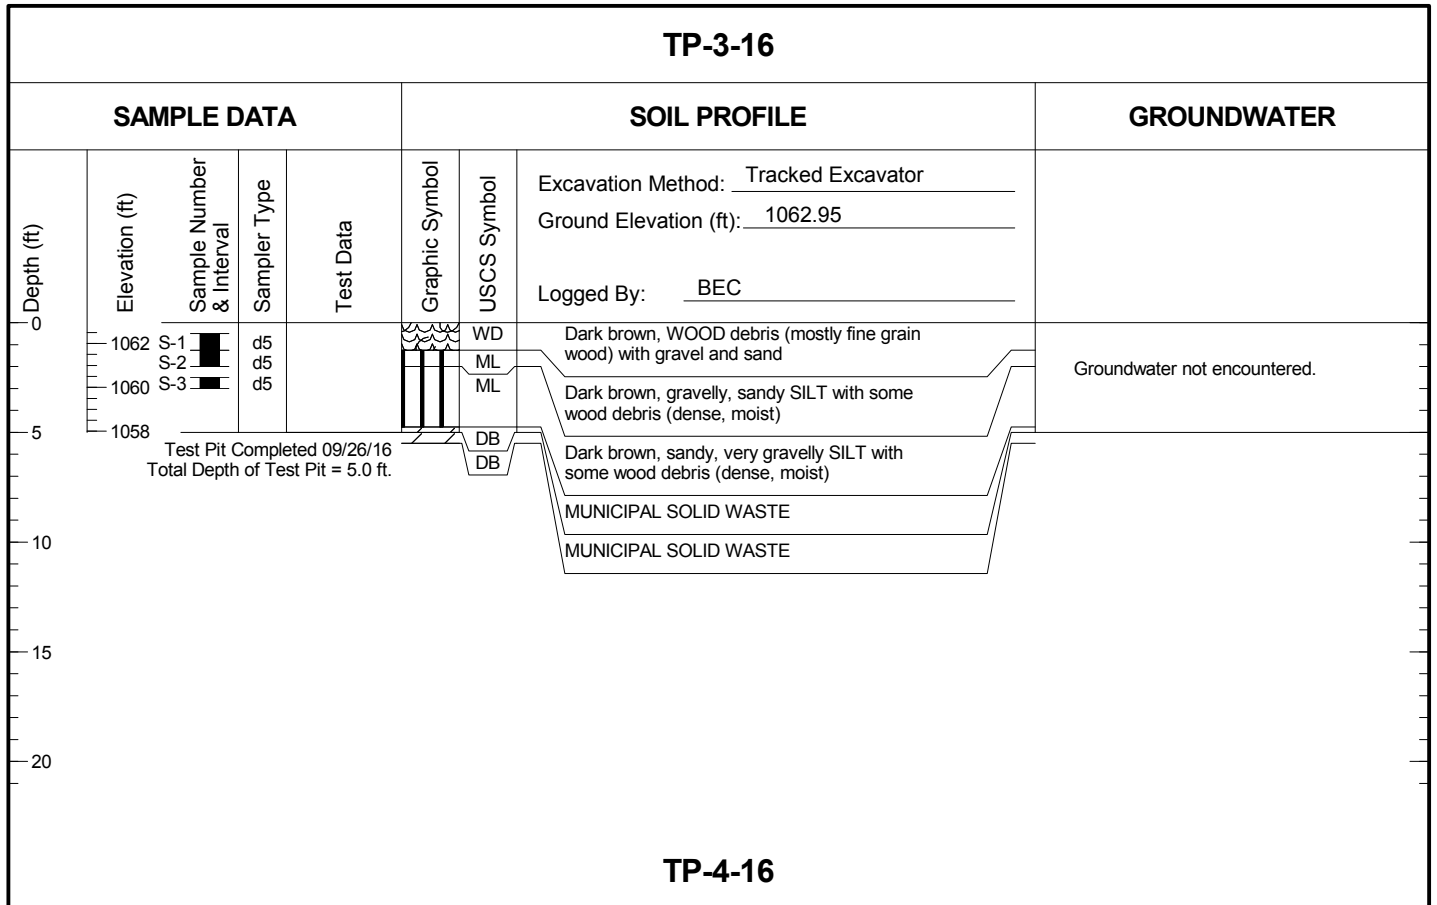 TP-3-16
SAMPLE DATA
SOIL PROFILE
GROUNDWATER
Depth (ft)
Elevation (ft)
Sample Number
& Interval
Sampler Type
Test Data
Graphic Symbol
USCS Symbol
Excavation Method: Tracked Excavator
Ground Elevation (ft): 1062.95
Logged By: BEC
0
1062 S-1 d5
S-2 d5
1060 S-3 d5
1058
5
10
15
20
WD
ML
ML
DB
DB
Dark brown, WOOD debris (mostly fine grain
wood) with gravel and sand
Dark brown, gravelly, sandy SILT with some
wood debris (dense, moist)
Dark brown, sandy, very gravelly SILT with
some wood debris (dense, moist)
MUNICIPAL SOLID WASTE
MUNICIPAL SOLID WASTE
Groundwater not encountered.
Test Pit Completed 09/26/16
Total Depth of Test Pit = 5.0 ft.
TP-4-16